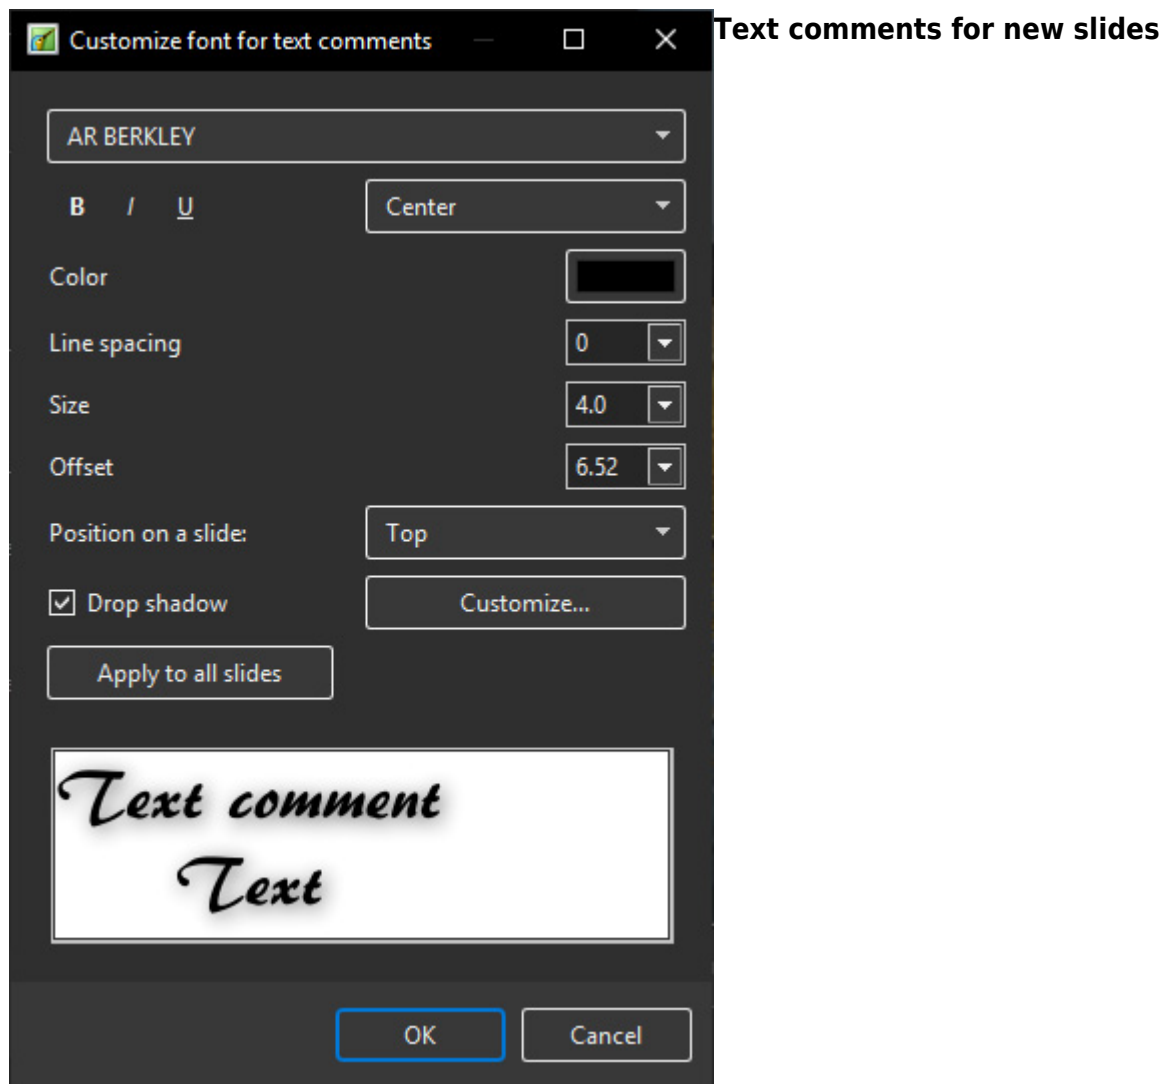 Customize font for text comments
Text comments for new slides
AR BERKLEY
B I U Center
Color
Line spacing 0
Size 4.0
Offset 6.52
Position on a slide: Top
Drop shadow Customize...
Apply to all slides
Text comment
Text
OK Cancel